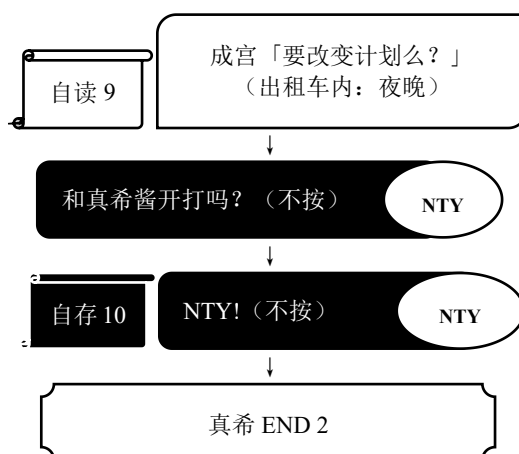 自读 9
成宫「要改变计划么？」
（出租车内：夜晚）
和真希酱开打吗？（不按）
NTY
自存 10
NTY!（不按）
NTY
真希 END 2